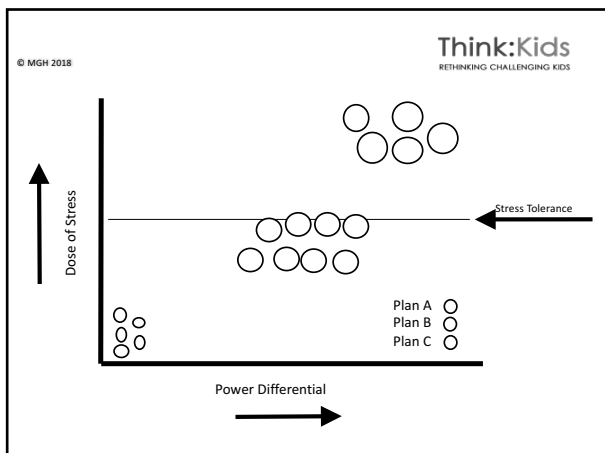 Think:Kids
RETHINKING CHALLENGING KIDS
© MGH 2018
Stress Tolerance
Dose of Stress
Plan A
Plan B
Plan C
Power Differential